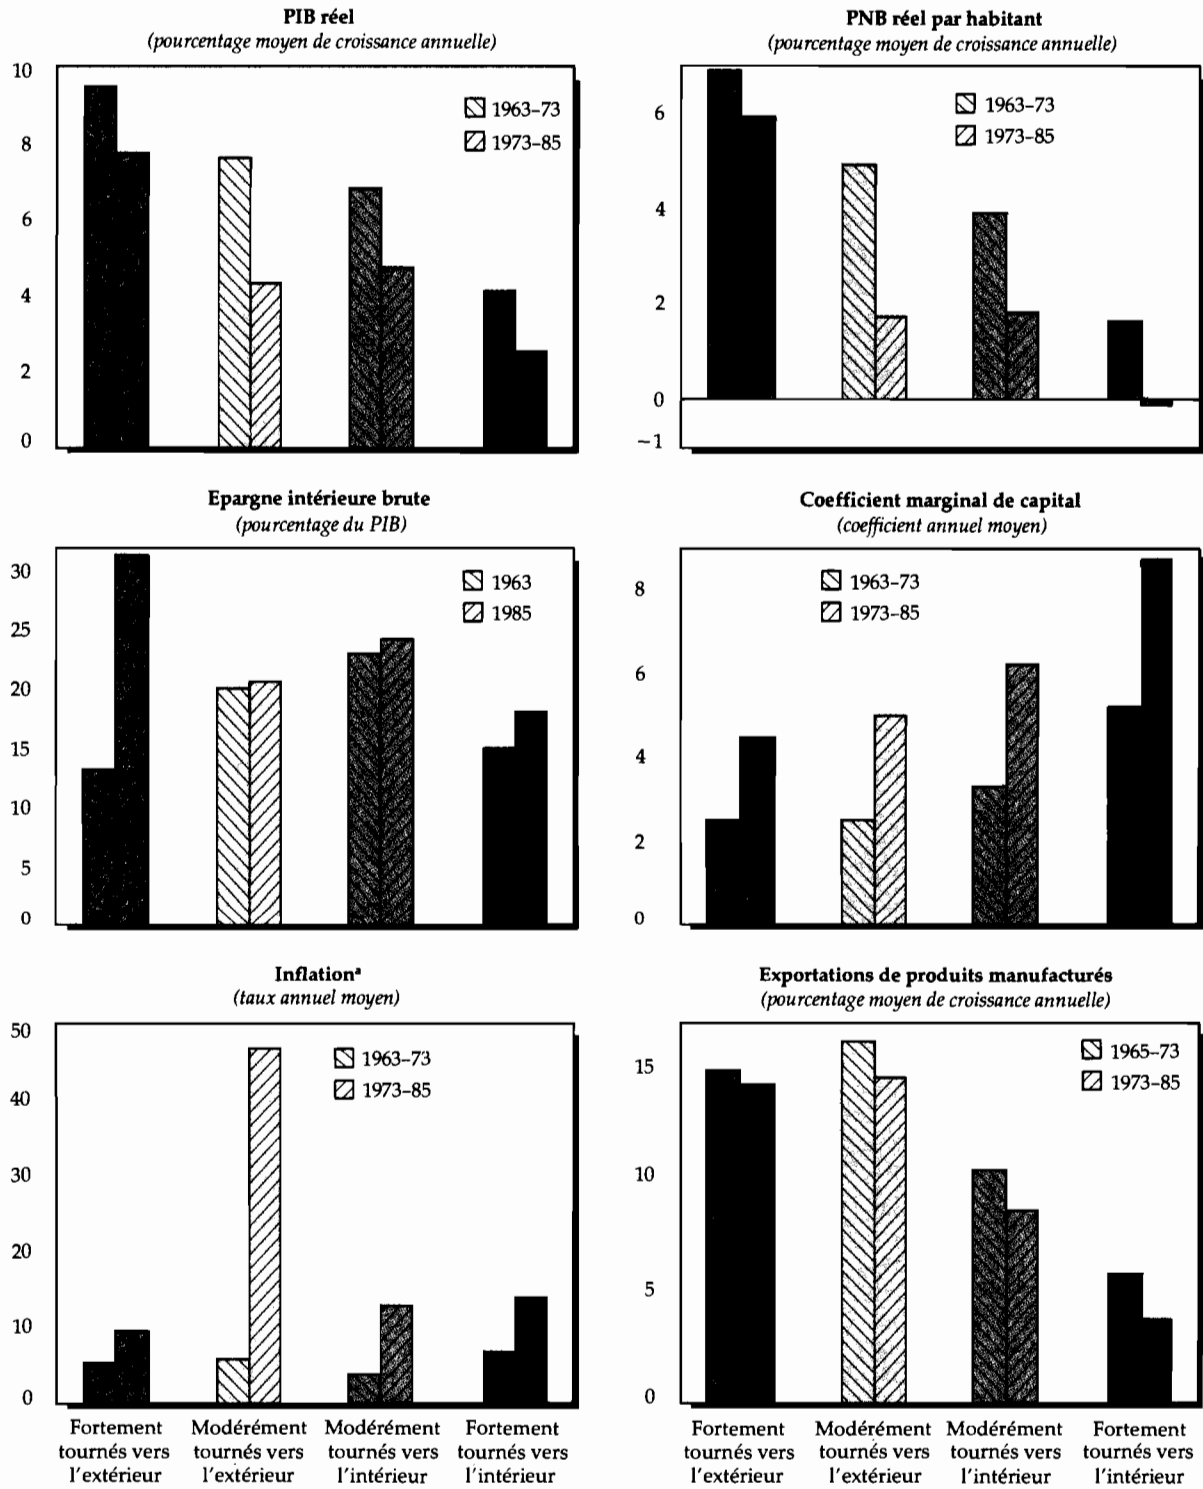 PIB réel
(pourcentage moyen de croissance annuelle)
10
8
6
4
2
0
1963–73
1973–85
PNB réel par habitant
(pourcentage moyen de croissance annuelle)
6
4
2
0
−1
1963–73
1973–85
Epargne intérieure brute
(pourcentage du PIB)
30
25
20
15
10
5
0
1963
1985
Coefficient marginal de capital
(coefficient annuel moyen)
8
6
4
2
0
1963–73
1973–85
Inflationᵃ
(taux annuel moyen)
50
40
30
20
10
0
1963–73
1973–85
Fortement
tournés vers
l'extérieur
Modérément
tournés vers
l'extérieur
Modérément
tournés vers
l'intérieur
Fortement
tournés vers
l'intérieur
Exportations de produits manufacturés
(pourcentage moyen de croissance annuelle)
15
10
5
0
1965–73
1973–85
Fortement
tournés vers
l'extérieur
Modérément
tournés vers
l'extérieur
Modérément
tournés vers
l'intérieur
Fortement
tournés vers
l'intérieur